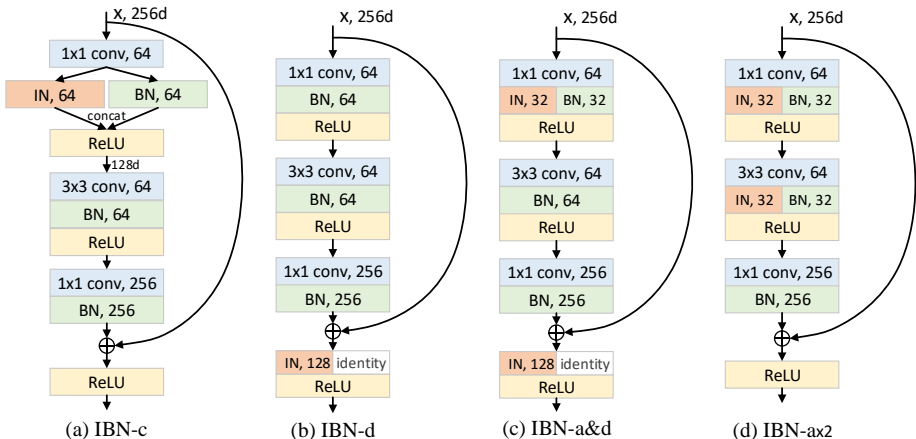 x, 256d
1x1 conv, 64
IN, 64
BN, 64
concat
ReLU
128d
3x3 conv, 64
BN, 64
ReLU
1x1 conv, 256
BN, 256
ReLU
(a) IBN-c
x, 256d
1x1 conv, 64
BN, 64
ReLU
3x3 conv, 64
BN, 64
ReLU
1x1 conv, 256
BN, 256
IN, 128 identity
ReLU
(b) IBN-d
x, 256d
1x1 conv, 64
IN, 32 BN, 32
ReLU
3x3 conv, 64
BN, 64
ReLU
1x1 conv, 256
BN, 256
IN, 128 identity
ReLU
(c) IBN-a&d
x, 256d
1x1 conv, 64
IN, 32 BN, 32
ReLU
3x3 conv, 64
IN, 32 BN, 32
ReLU
1x1 conv, 256
BN, 256
ReLU
(d) IBN-ax2